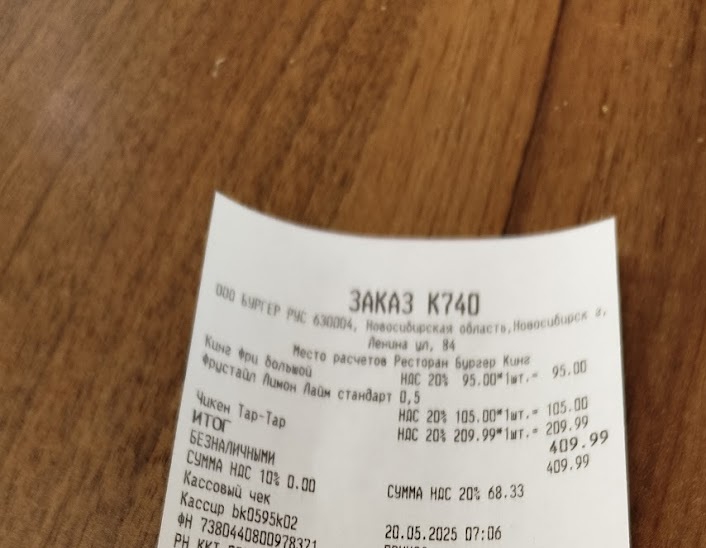 ЗАКАЗ К740
ООО БУРГЕР РУС 630004, Новосибирская область,Новосибирск г,
Ленина ул, 84
Место расчетов Ресторан Бургер Кинг
Кинг Фри большой НДС 20% 95.00*1шт.= 95.00
Фрустайл Лимон Лайм стандарт 0,5
НДС 20% 105.00*1шт.= 105.00
Чикен Тар-Тар НДС 20% 209.99*1шт.= 209.99
ИТОГ 409.99
БЕЗНАЛИЧНЫМИ 409.99
СУММА НДС 10% 0.00 СУММА НДС 20% 68.33
Кассовый чек
Кассир bk0595k02 20.05.2025 07:06
ФН 7380440800978371
РН ККТ